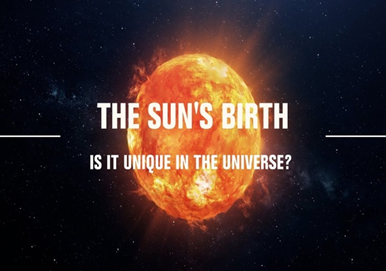 THE SUN'S BIRTH
IS IT UNIQUE IN THE UNIVERSE?